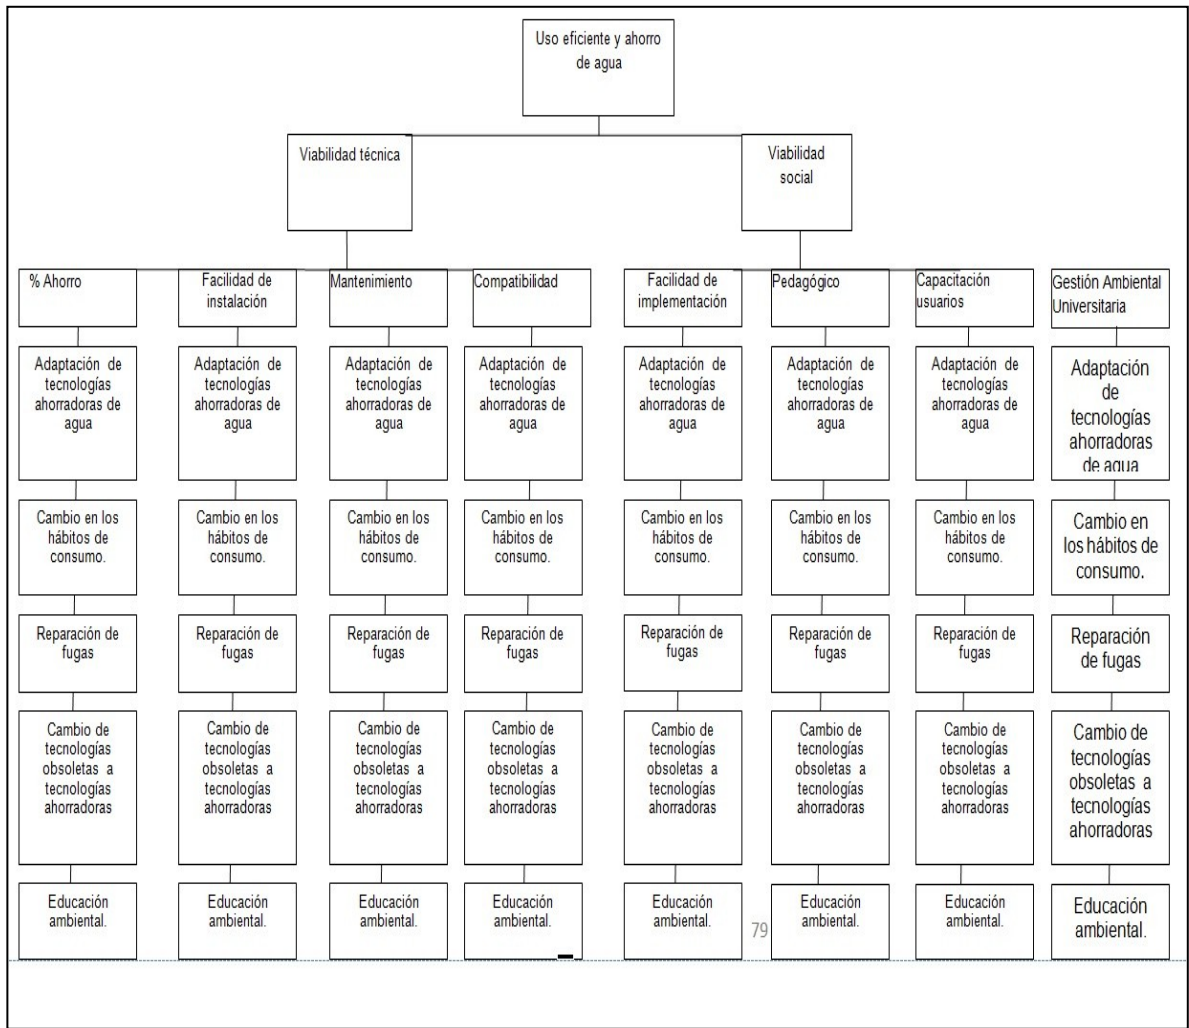 Uso eficiente y ahorro
de agua
Viabilidad técnica
Viabilidad
social
% Ahorro
Facilidad de
instalación
Mantenimiento
Compatibilidad
Facilidad de
implementación
Pedagógico
Capacitación
usuarios
Gestión Ambiental
Universitaria
Adaptación de
tecnologías
ahorradoras de
agua
Adaptación de
tecnologías
ahorradoras de
agua
Adaptación de
tecnologías
ahorradoras de
agua
Adaptación de
tecnologías
ahorradoras de
agua
Adaptación de
tecnologías
ahorradoras de
agua
Adaptación de
tecnologías
ahorradoras de
agua
Adaptación de
tecnologías
ahorradoras de
agua
Adaptación
de
tecnologías
ahorradoras
de agua
Cambio en los
hábitos de
consumo.
Cambio en los
hábitos de
consumo.
Cambio en los
hábitos de
consumo.
Cambio en los
hábitos de
consumo.
Cambio en los
hábitos de
consumo.
Cambio en los
hábitos de
consumo.
Cambio en los
hábitos de
consumo.
Cambio en
los hábitos de
consumo.
Reparación de
fugas
Reparación de
fugas
Reparación de
fugas
Reparación de
fugas
Reparación de
fugas
Reparación de
fugas
Reparación de
fugas
Reparación
de fugas
Cambio de
tecnologías
obsoletas a
tecnologías
ahorradoras
Cambio de
tecnologías
obsoletas a
tecnologías
ahorradoras
Cambio de
tecnologías
obsoletas a
tecnologías
ahorradoras
Cambio de
tecnologías
obsoletas a
tecnologías
ahorradoras
Cambio de
tecnologías
obsoletas a
tecnologías
ahorradoras
Cambio de
tecnologías
obsoletas a
tecnologías
ahorradoras
Cambio de
tecnologías
obsoletas a
tecnologías
ahorradoras
Cambio de
tecnologías
obsoletas a
tecnologías
ahorradoras
Educación
ambiental.
Educación
ambiental.
Educación
ambiental.
Educación
ambiental.
Educación
ambiental.
79
Educación
ambiental.
Educación
ambiental.
Educación
ambiental.